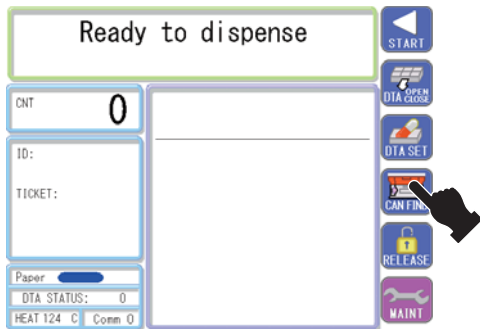 Ready to dispense
START
DTA OPEN CLOSE
CNT 0
DTA SET
ID:
TICKET:
CAN FIND
RELEASE
Paper
DTA STATUS: 0
HEAT 124 C Comm 0
MAINT